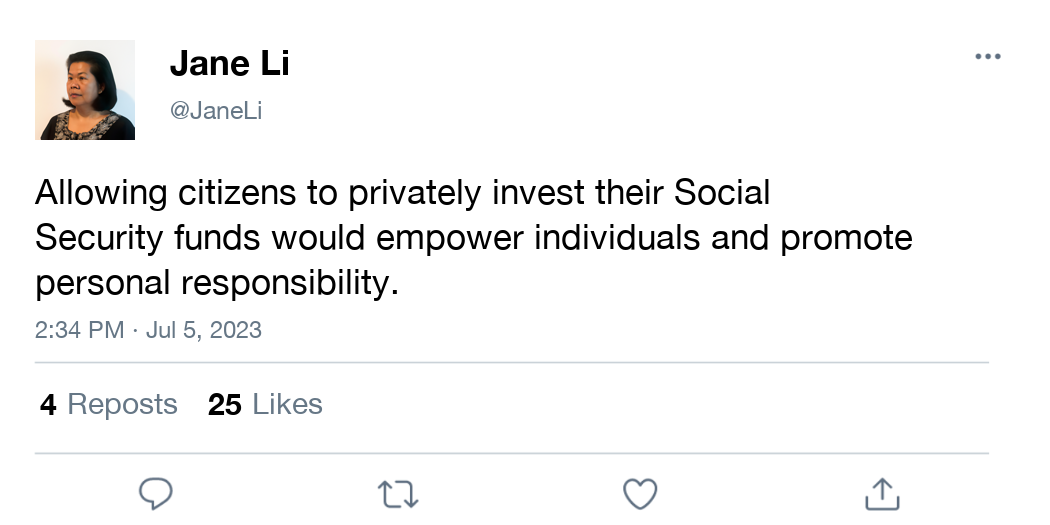 Jane Li
@JaneLi
Allowing citizens to privately invest their Social
Security funds would empower individuals and promote
personal responsibility.
2:34 PM · Jul 5, 2023
4 Reposts 25 Likes